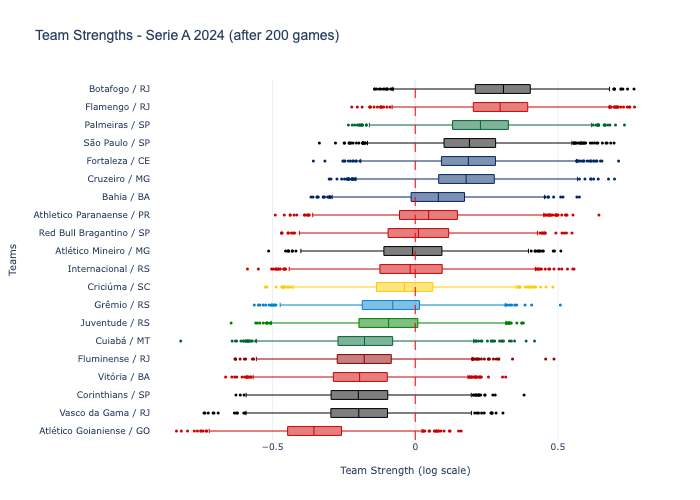 Team Strengths - Serie A 2024 (after 200 games)
Botafogo / RJ
Flamengo / RJ
Palmeiras / SP
São Paulo / SP
Fortaleza / CE
Cruzeiro / MG
Bahia / BA
Athletico Paranaense / PR
Red Bull Bragantino / SP
Atlético Mineiro / MG
Internacional / RS
Criciúma / SC
Grêmio / RS
Juventude / RS
Cuiabá / MT
Fluminense / RJ
Vitória / BA
Corinthians / SP
Vasco da Gama / RJ
Atlético Goianiense / GO
Teams
−0.5 0 0.5
Team Strength (log scale)